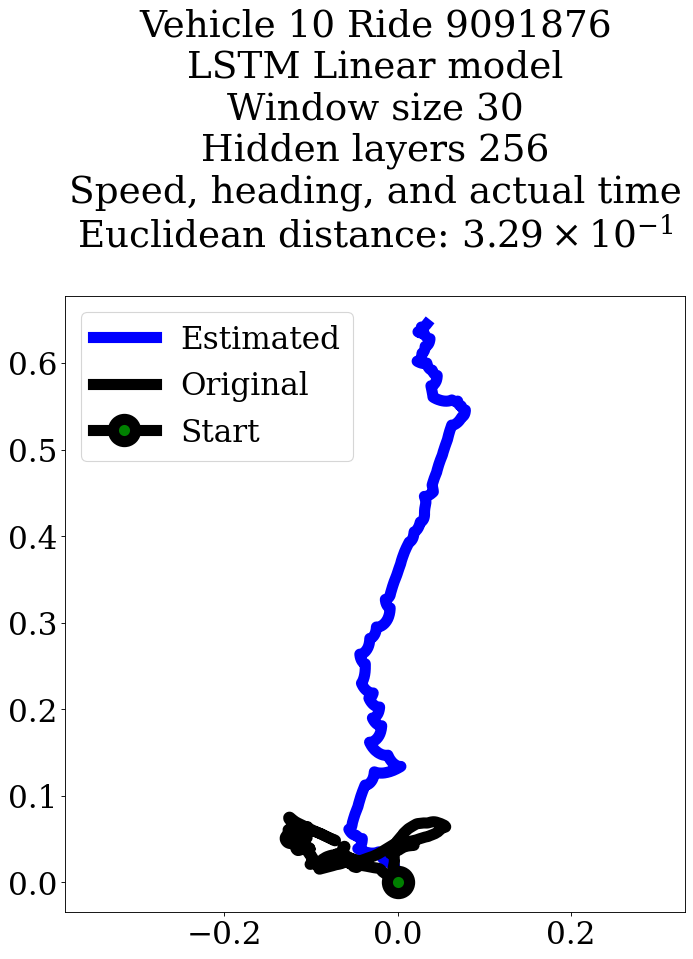 Vehicle 10 Ride 9091876
LSTM Linear model
Window size 30
Hidden layers 256
Speed, heading, and actual time
Euclidean distance: 3.29 × 10⁻¹
Estimated
Original
Start
0.6
0.5
0.4
0.3
0.2
0.1
0.0
−0.2
0.0
0.2